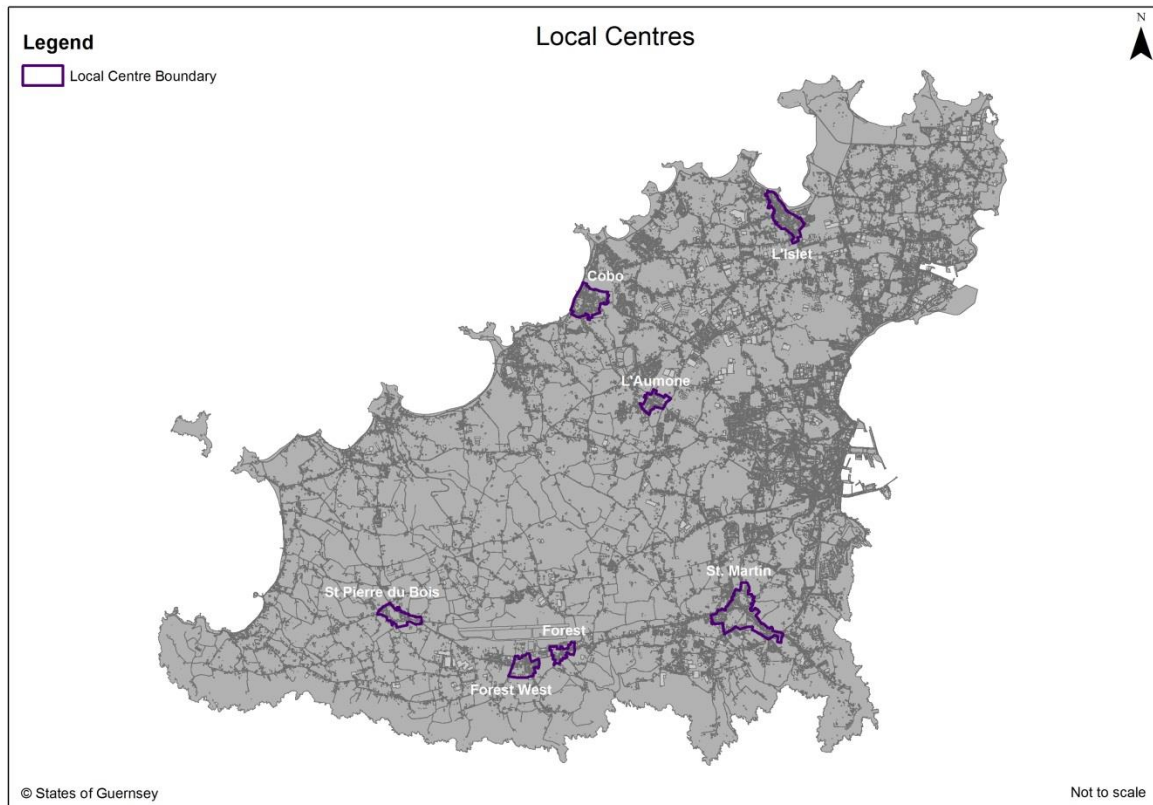 Local Centres
N
Legend
Local Centre Boundary
L'Islet
Cobo
L'Aumone
St. Martin
St Pierre du Bois
Forest
Forest West
© States of Guernsey
Not to scale